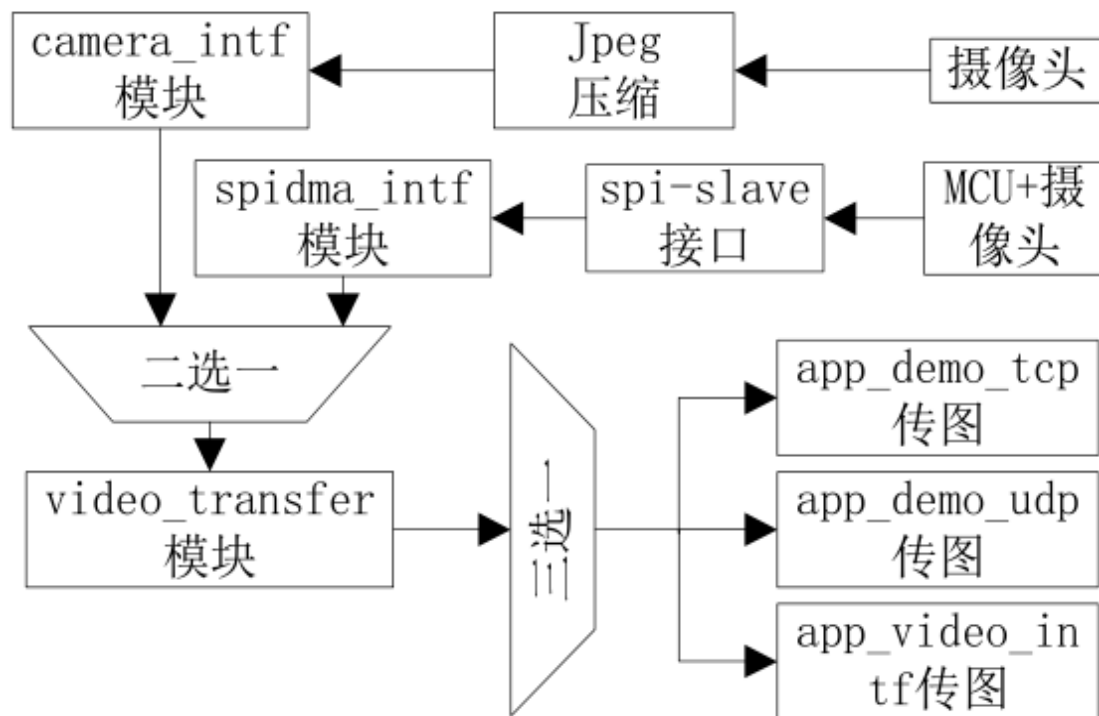 camera_intf
模块
Jpeg
压缩
摄像头
spidma_intf
模块
spi-slave
接口
MCU+摄
像头
二选一
video_transfer
模块
三选一
app_demo_tcp
传图
app_demo_udp
传图
app_video_in
tf传图